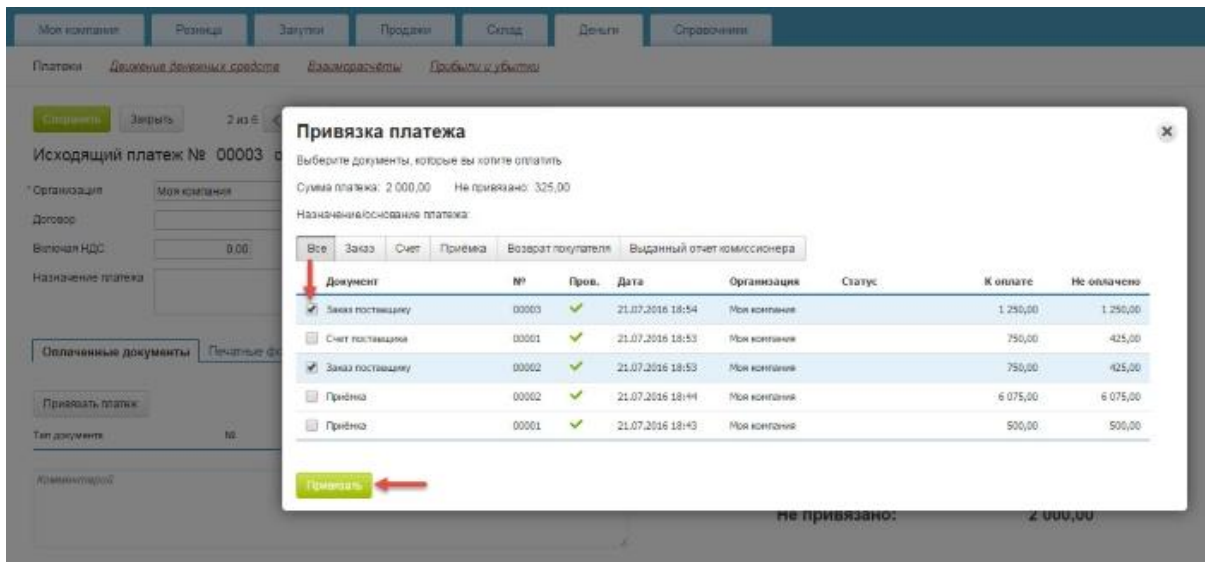 Моя компания Розница Закупки Продажи Склад Деньги Справочники
Платежи Движение денежных средств Взаиморасчёты Прибыли и убытки
Сохранить Закрыть 2 из 6
Исходящий платеж № 00003
* Организация Моя компания
Договор
Включая НДС 0.00
Назначение платежа
Оплаченные документы Печатные
Привязать платеж
Тип документа №
Комментарий
Привязка платежа
Выберите документы, которые вы хотите оплатить
Сумма платежа: 2 000,00 Не привязано: 325,00
Назначение/основание платежа:
Все Заказ Счет Приёмка Возврат покупателя Выданный отчет комиссионера
Документ № Пров. Дата Организация Статус К оплате Не оплачено
Заказ поставщику 00003 21.07.2016 18:54 Моя компания 1 250,00 1 250,00
Счет поставщика 00001 21.07.2016 18:53 Моя компания 750,00 425,00
Заказ поставщику 00002 21.07.2016 18:53 Моя компания 750,00 425,00
Приёмка 00002 21.07.2016 18:44 Моя компания 6 075,00 6 075,00
Приёмка 00001 21.07.2016 18:43 Моя компания 500,00 500,00
Привязать
Не привязано: 2 000,00